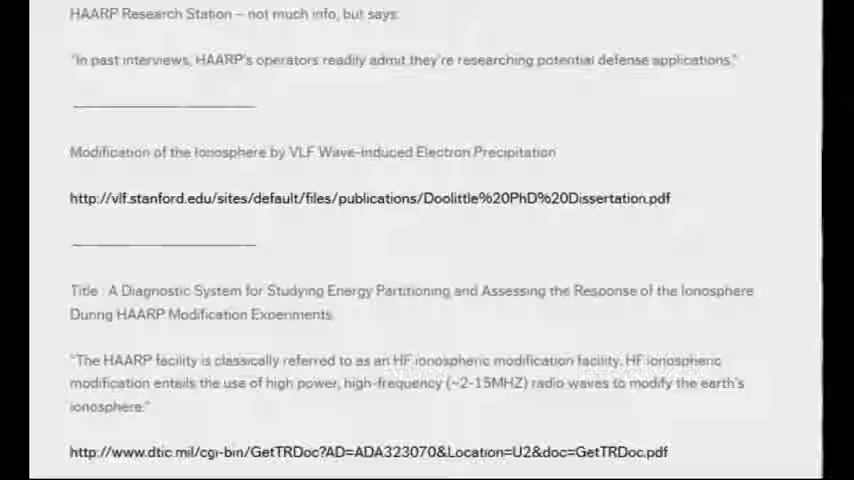 HAARP Research Station – not much info, but says:
"In past interviews, HAARP's operators readily admit they're researching potential defense applications."
Modification of the Ionosphere by VLF Wave-Induced Electron Precipitation
http://vlf.stanford.edu/sites/default/files/publications/Doolittle%20PhD%20Dissertation.pdf
Title : A Diagnostic System for Studying Energy Partitioning and Assessing the Response of the Ionosphere
During HAARP Modification Experiments
"The HAARP facility is classically referred to as an HF ionospheric modification facility. HF ionospheric
modification entails the use of high power, high-frequency (~2-15MHZ) radio waves to modify the earth's
ionosphere."
http://www.dtic.mil/cgi-bin/GetTRDoc?AD=ADA323070&Location=U2&doc=GetTRDoc.pdf